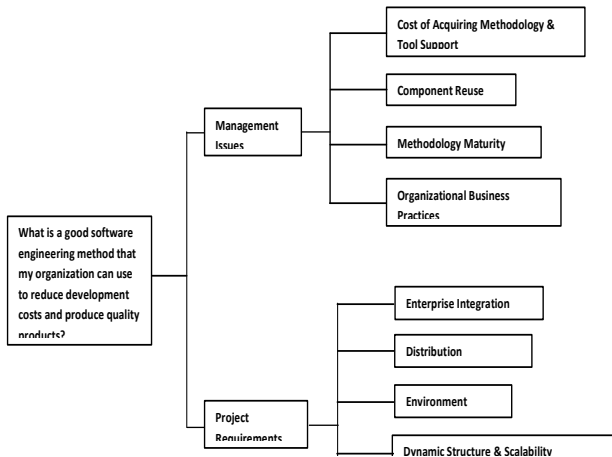 Cost of Acquiring Methodology &
Tool Support
Component Reuse
Management
Issues
Methodology Maturity
Organizational Business
Practices
What is a good software
engineering method that
my organization can use
to reduce development
costs and produce quality
products?
Enterprise Integration
Distribution
Environment
Project
Requirements
Dynamic Structure & Scalability